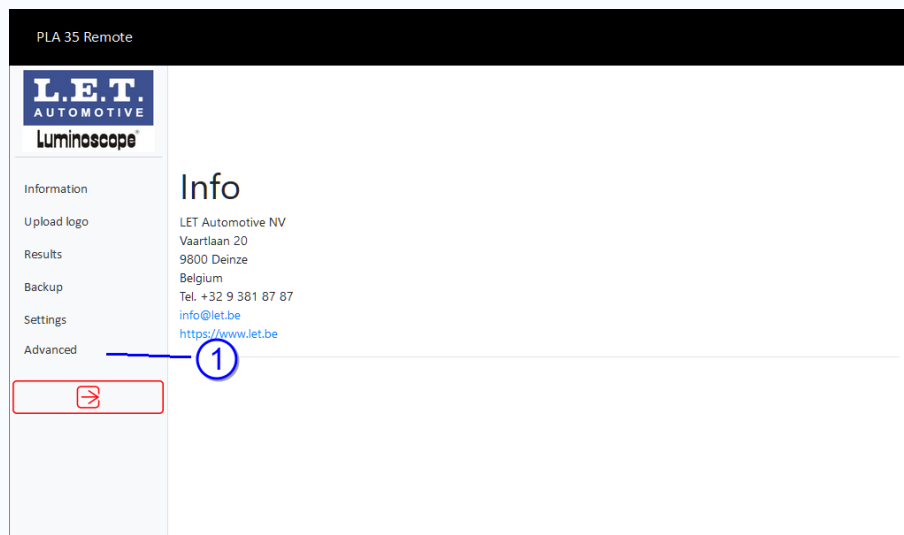 PLA 35 Remote
L.E.T.
AUTOMOTIVE
Luminoscope®
Information
Upload logo
Results
Backup
Settings
Advanced
Info
LET Automotive NV
Vaartlaan 20
9800 Deinze
Belgium
Tel. +32 9 381 87 87
info@let.be
https://www.let.be
1